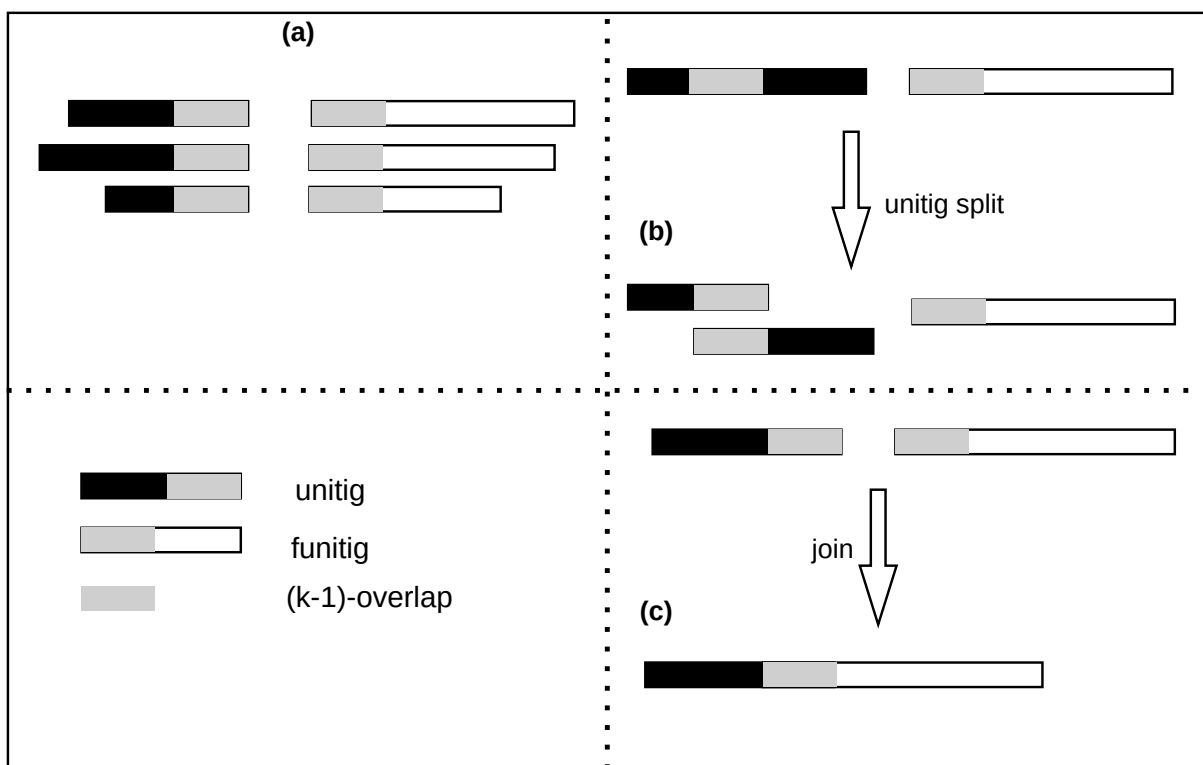 (a)
unitig split
(b)
unitig
funitig
(k-1)-overlap
join
(c)